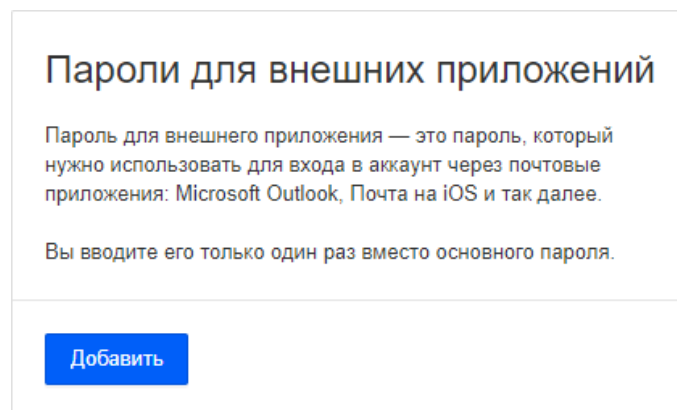 Пароли для внешних приложений
Пароль для внешнего приложения — это пароль, который
нужно использовать для входа в аккаунт через почтовые
приложения: Microsoft Outlook, Почта на iOS и так далее.
Вы вводите его только один раз вместо основного пароля.
Добавить